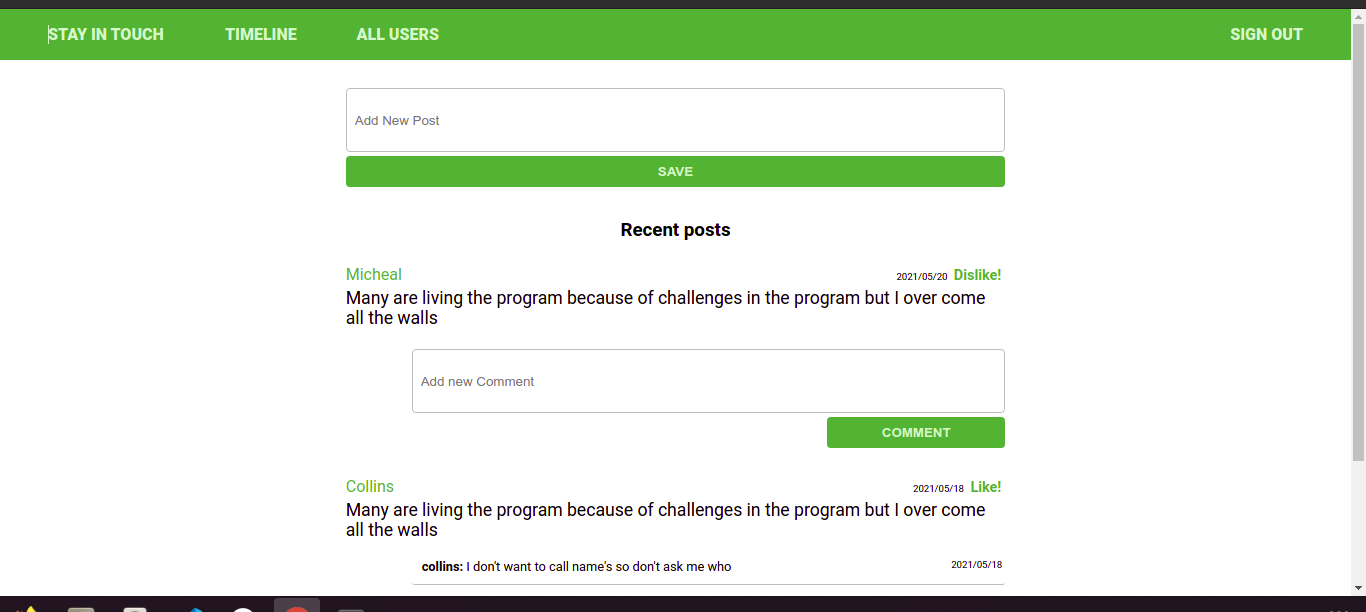 STAY IN TOUCH TIMELINE ALL USERS SIGN OUT
Add New Post
SAVE
Recent posts
Micheal 2021/05/20 Dislike!
Many are living the program because of challenges in the program but I over come
all the walls
Add new Comment
COMMENT
Collins 2021/05/18 Like!
Many are living the program because of challenges in the program but I over come
all the walls
collins: I don't want to call name's so don't ask me who 2021/05/18